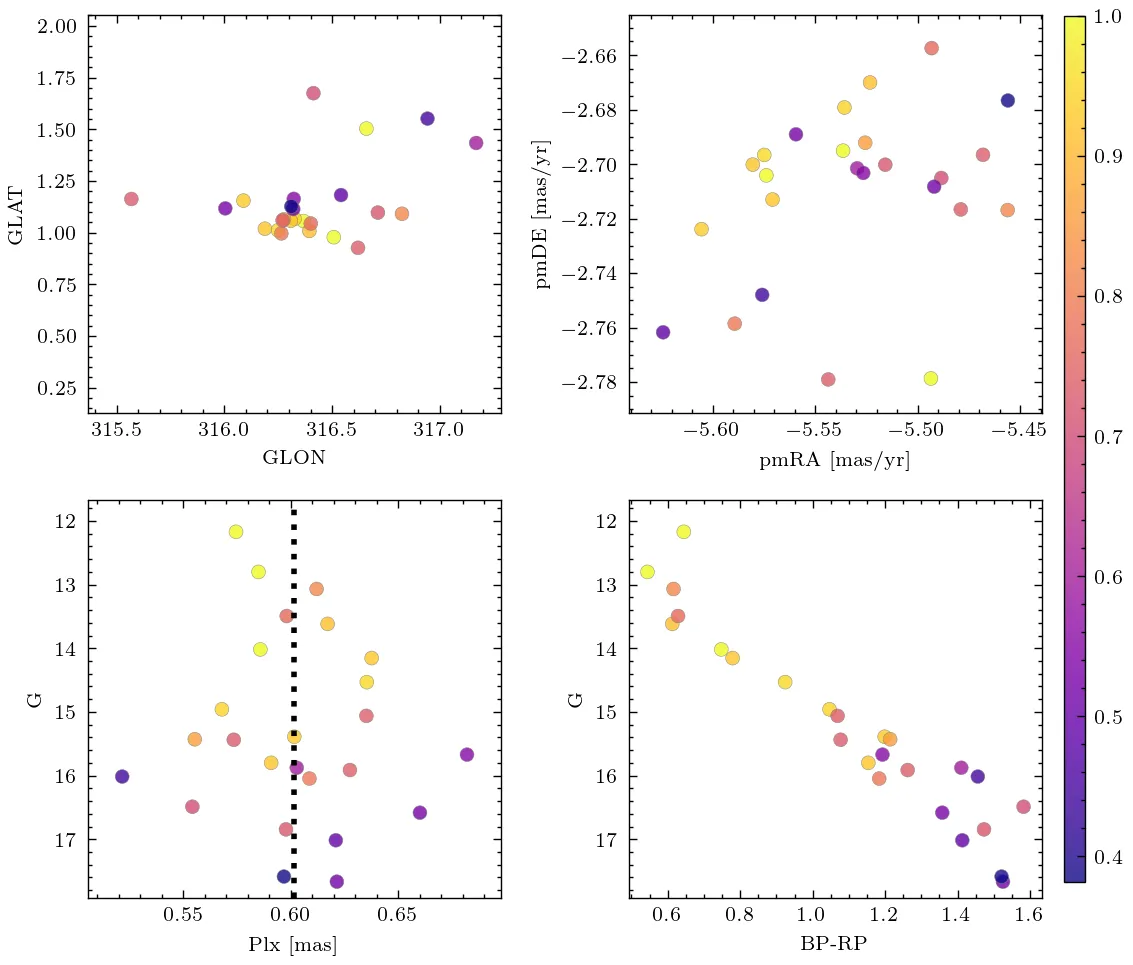 2.00
1.75
1.50
1.25
1.00
0.75
0.50
0.25
GLAT
315.5 316.0 316.5 317.0
GLON
−2.66
−2.68
−2.70
−2.72
−2.74
−2.76
−2.78
pmDE [mas/yr]
−5.60 −5.55 −5.50 −5.45
pmRA [mas/yr]
12
13
14
15
16
17
G
0.55 0.60 0.65
Plx [mas]
12
13
14
15
16
17
G
0.6 0.8 1.0 1.2 1.4 1.6
BP-RP
1.0
0.9
0.8
0.7
0.6
0.5
0.4